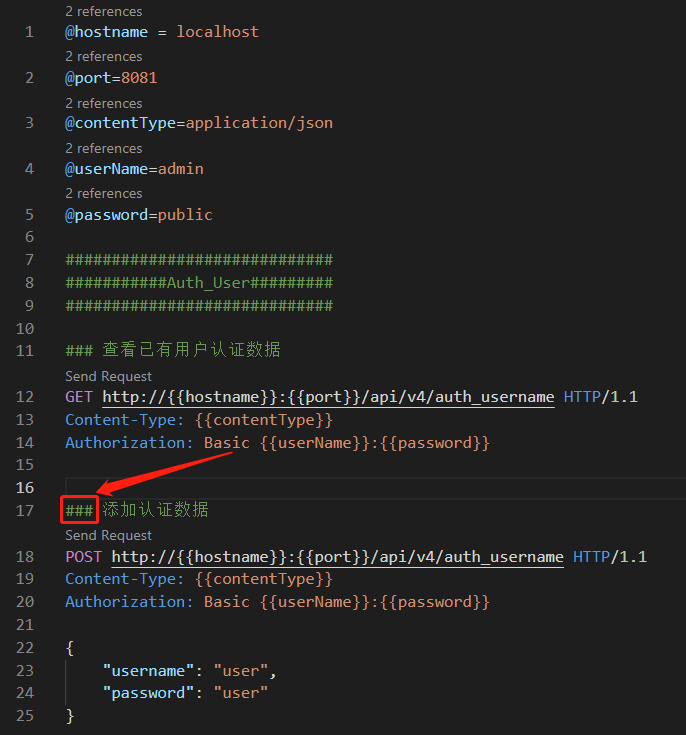 2 references
1 @hostname = localhost
2 references
2 @port=8081
2 references
3 @contentType=application/json
2 references
4 @userName=admin
2 references
5 @password=public
6
7 #############################
8 ###########Auth_User#########
9 #############################
10
11 ### 查看已有用户认证数据
Send Request
12 GET http://{{hostname}}:{{port}}/api/v4/auth_username HTTP/1.1
13 Content-Type: {{contentType}}
14 Authorization: Basic {{userName}}:{{password}}
15
16
17 ### 添加认证数据
Send Request
18 POST http://{{hostname}}:{{port}}/api/v4/auth_username HTTP/1.1
19 Content-Type: {{contentType}}
20 Authorization: Basic {{userName}}:{{password}}
21
22 {
23 "username": "user",
24 "password": "user"
25 }